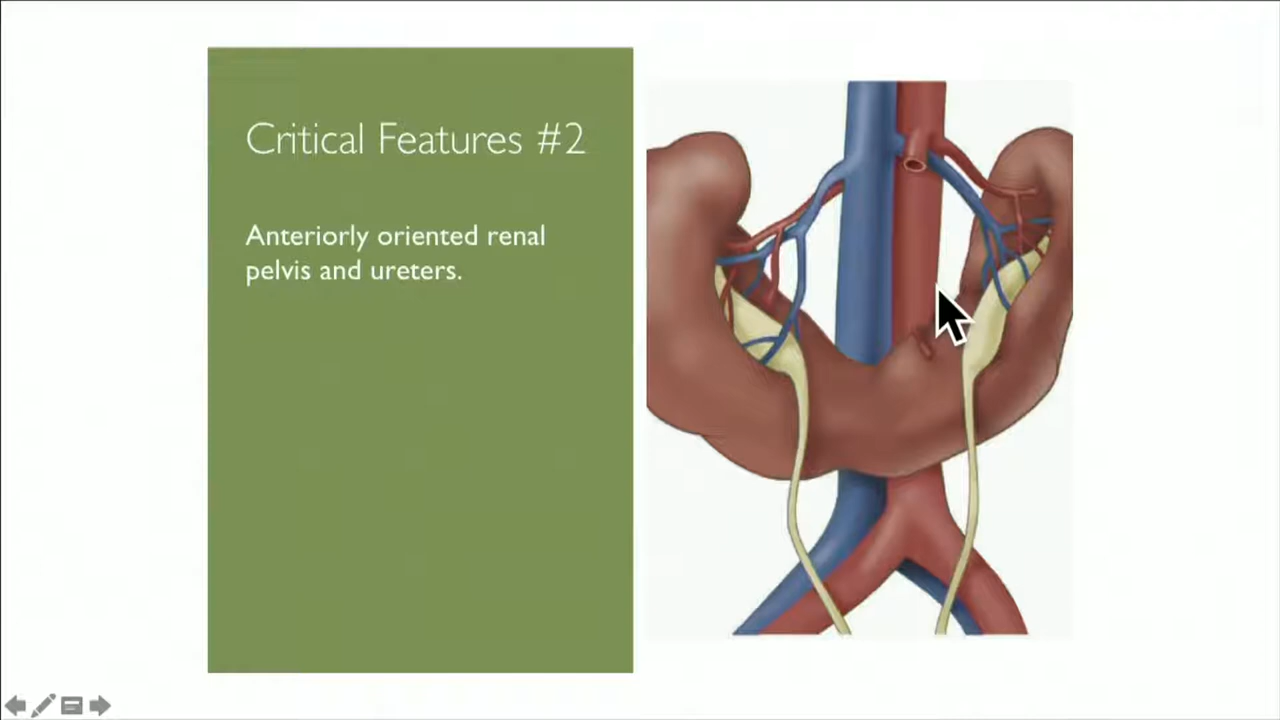 Critical Features #2
Anteriorly oriented renal
pelvis and ureters.